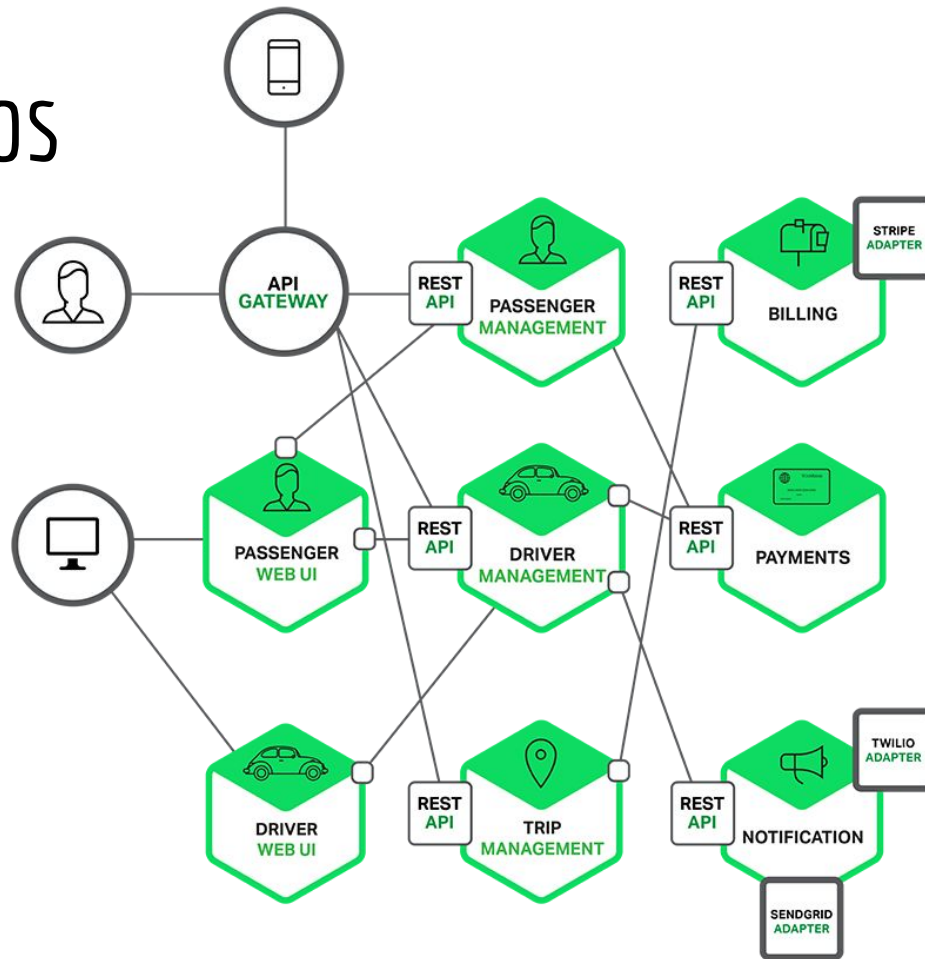 OS
API
GATEWAY
REST
API
PASSENGER
MANAGEMENT
REST
API
BILLING
STRIPE
ADAPTER
PASSENGER
WEB UI
REST
API
DRIVER
MANAGEMENT
REST
API
PAYMENTS
DRIVER
WEB UI
REST
API
TRIP
MANAGEMENT
REST
API
NOTIFICATION
TWILIO
ADAPTER
SENDGRID
ADAPTER